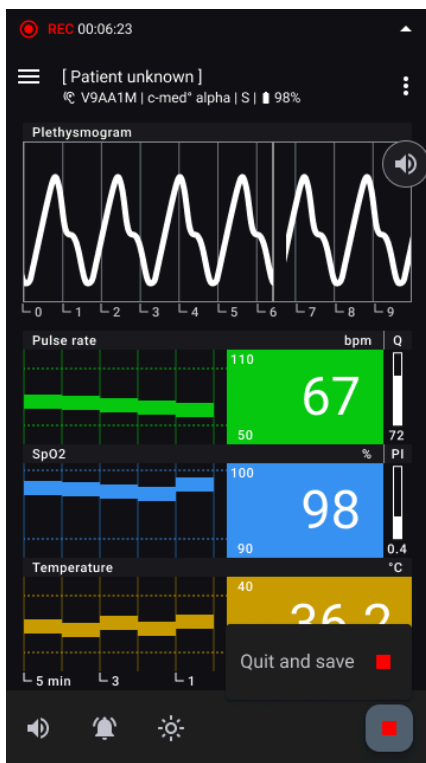 REC 00:06:23
[ Patient unknown ]
V9AA1M | c-med° alpha | S | 98%
Plethysmogram
0 1 2 3 4 5 6 7 8 9
Pulse rate bpm Q
110
67
50 72
SpO2 % PI
100
98
90 0.4
Temperature °C
40
36.2
Quit and save
5 min 3 1